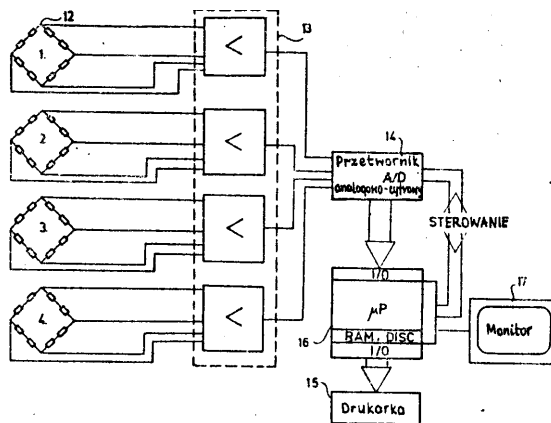 12
13
1.
<
2.
<
14
Przetwornik
A/D
analogowo-cyfrowy
3.
<
STEROWANIE
4.
<
I/O
µP
17
Monitor
16
RAM, DISC
I/O
15
Drukarka